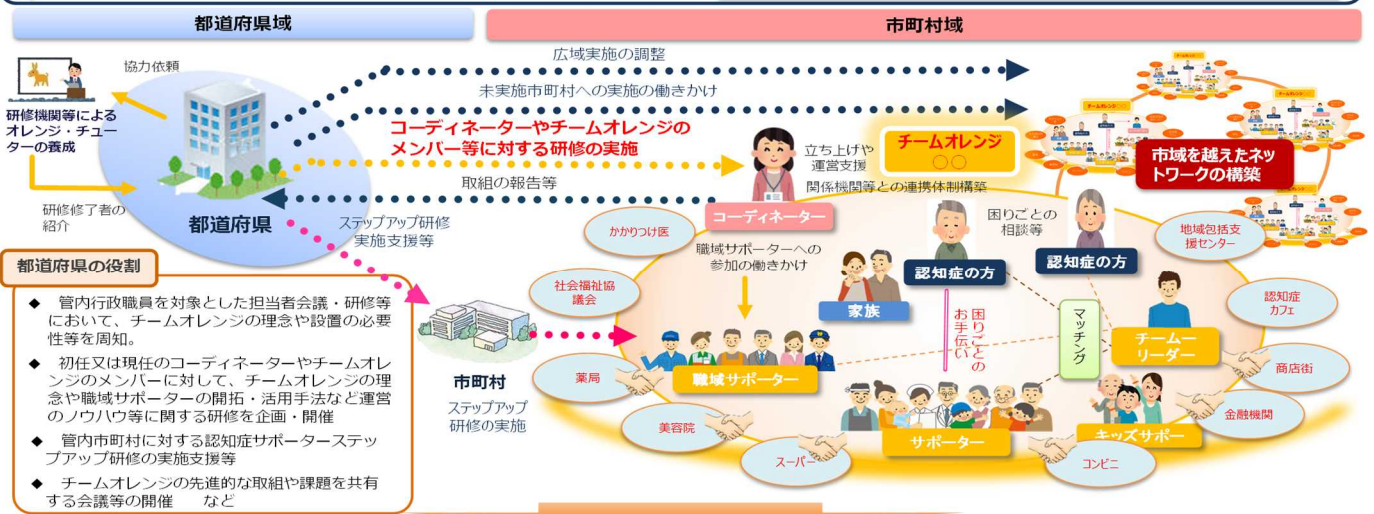 都道府県域
市町村域
協力依頼
研修機関等による
オレンジ・チュー
ターの養成
研修修了者の
紹介
都道府県
広域実施の調整
未実施市町村への実施の働きかけ
コーディネーターやチームオレンジの
メンバー等に対する研修の実施
取組の報告等
ステップアップ研修
実施支援等
コーディネーター
立ち上げや
運営支援
チームオレンジ
○○
関係機関等との連携体制構築
市域を越えたネッ
トワークの構築
都道府県の役割
◆ 管内行政職員を対象とした担当者会議・研修等
において、チームオレンジの理念や設置の必要
性等を周知。
◆ 初任又は現任のコーディネーターやチームオレ
ンジのメンバーに対して、チームオレンジの理
念や職域サポーターの開拓・活用手法など運営
のノウハウ等に関する研修を企画・開催
◆ 管内市町村に対する認知症サポーターステッ
プアップ研修の実施支援等
◆ チームオレンジの先進的な取組や課題を共有
する会議等の開催 など
市町村
ステップアップ
研修の実施
かかりつけ医
社会福祉協
議会
薬局
美容院
スーパー
コンビニ
金融機関
商店街
認知症
カフェ
地域包括支
援センター
職域サポーターへの
参加の働きかけ
職域サポーター
家族
認知症の方
困りごとの
相談等
認知症の方
困りごとの
お手伝い
マッチング
チームー
リーダー
サポーター
キッズサポー